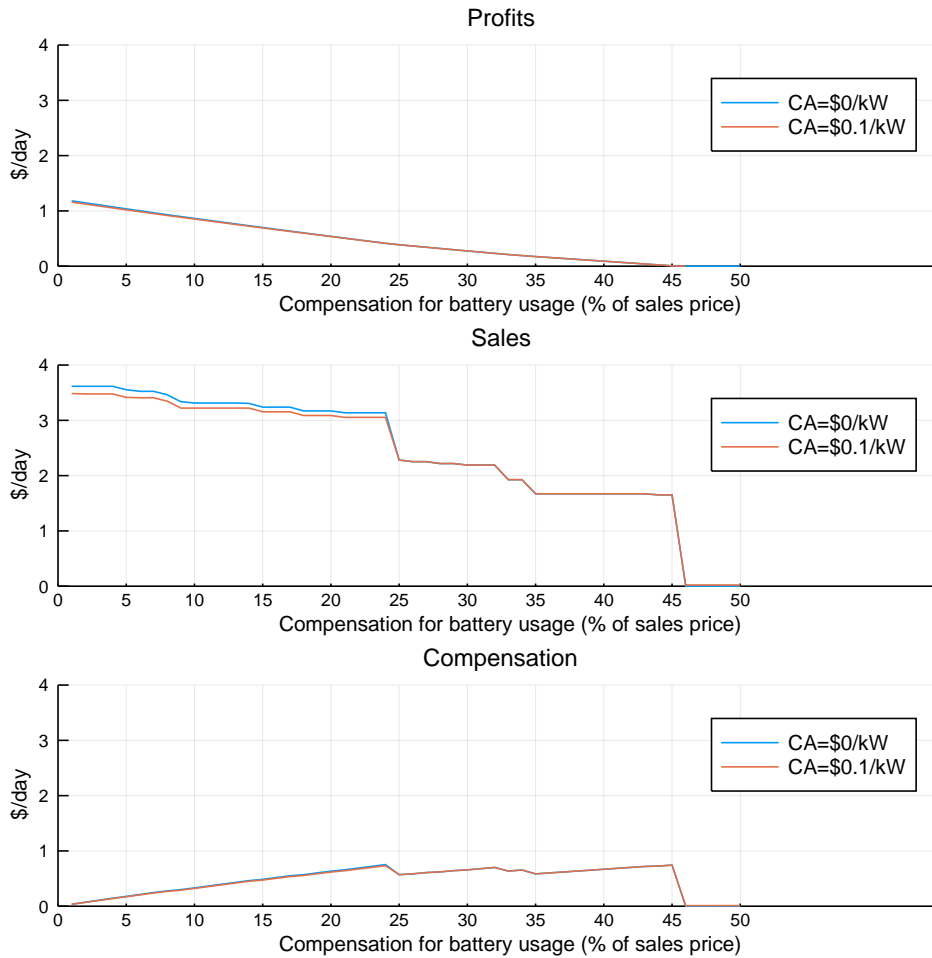 Profits
4
3
2
1
0
$/day
CA=$0/kW
CA=$0.1/kW
0 5 10 15 20 25 30 35 40 45 50
Compensation for battery usage (% of sales price)
Sales
4
3
2
1
0
$/day
CA=$0/kW
CA=$0.1/kW
0 5 10 15 20 25 30 35 40 45 50
Compensation for battery usage (% of sales price)
Compensation
4
3
2
1
0
$/day
CA=$0/kW
CA=$0.1/kW
0 5 10 15 20 25 30 35 40 45 50
Compensation for battery usage (% of sales price)